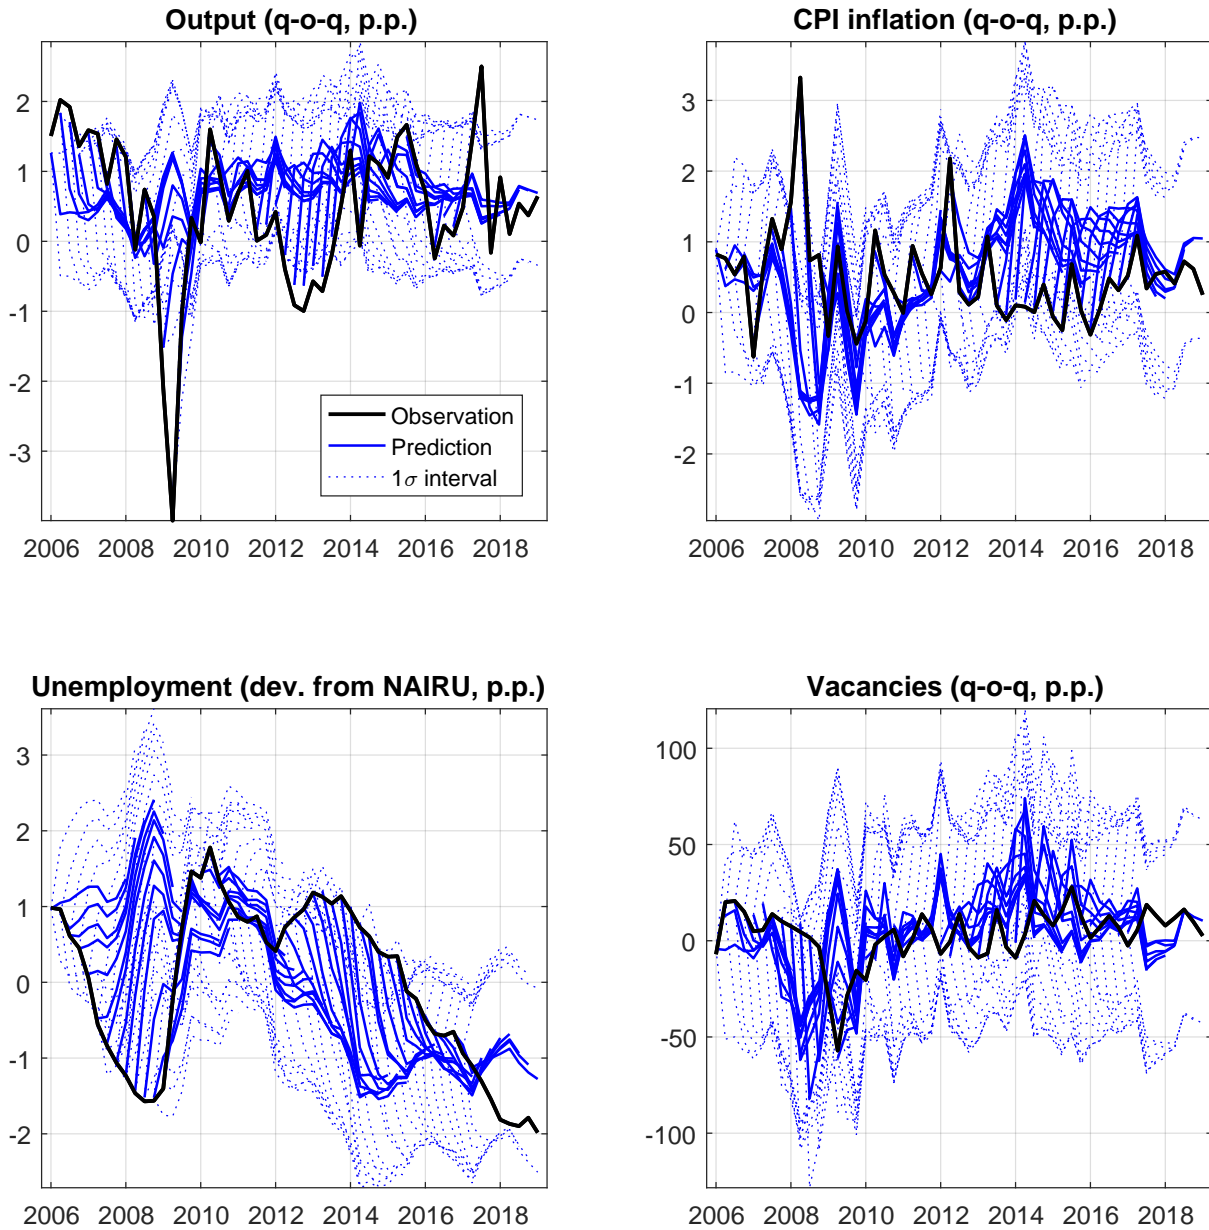 Output (q-o-q, p.p.)
2
1
0
-1
-2
-3
Observation
Prediction
1σ interval
2006 2008 2010 2012 2014 2016 2018
CPI inflation (q-o-q, p.p.)
3
2
1
0
-1
-2
2006 2008 2010 2012 2014 2016 2018
Unemployment (dev. from NAIRU, p.p.)
3
2
1
0
-1
-2
2006 2008 2010 2012 2014 2016 2018
Vacancies (q-o-q, p.p.)
100
50
0
-50
-100
2006 2008 2010 2012 2014 2016 2018